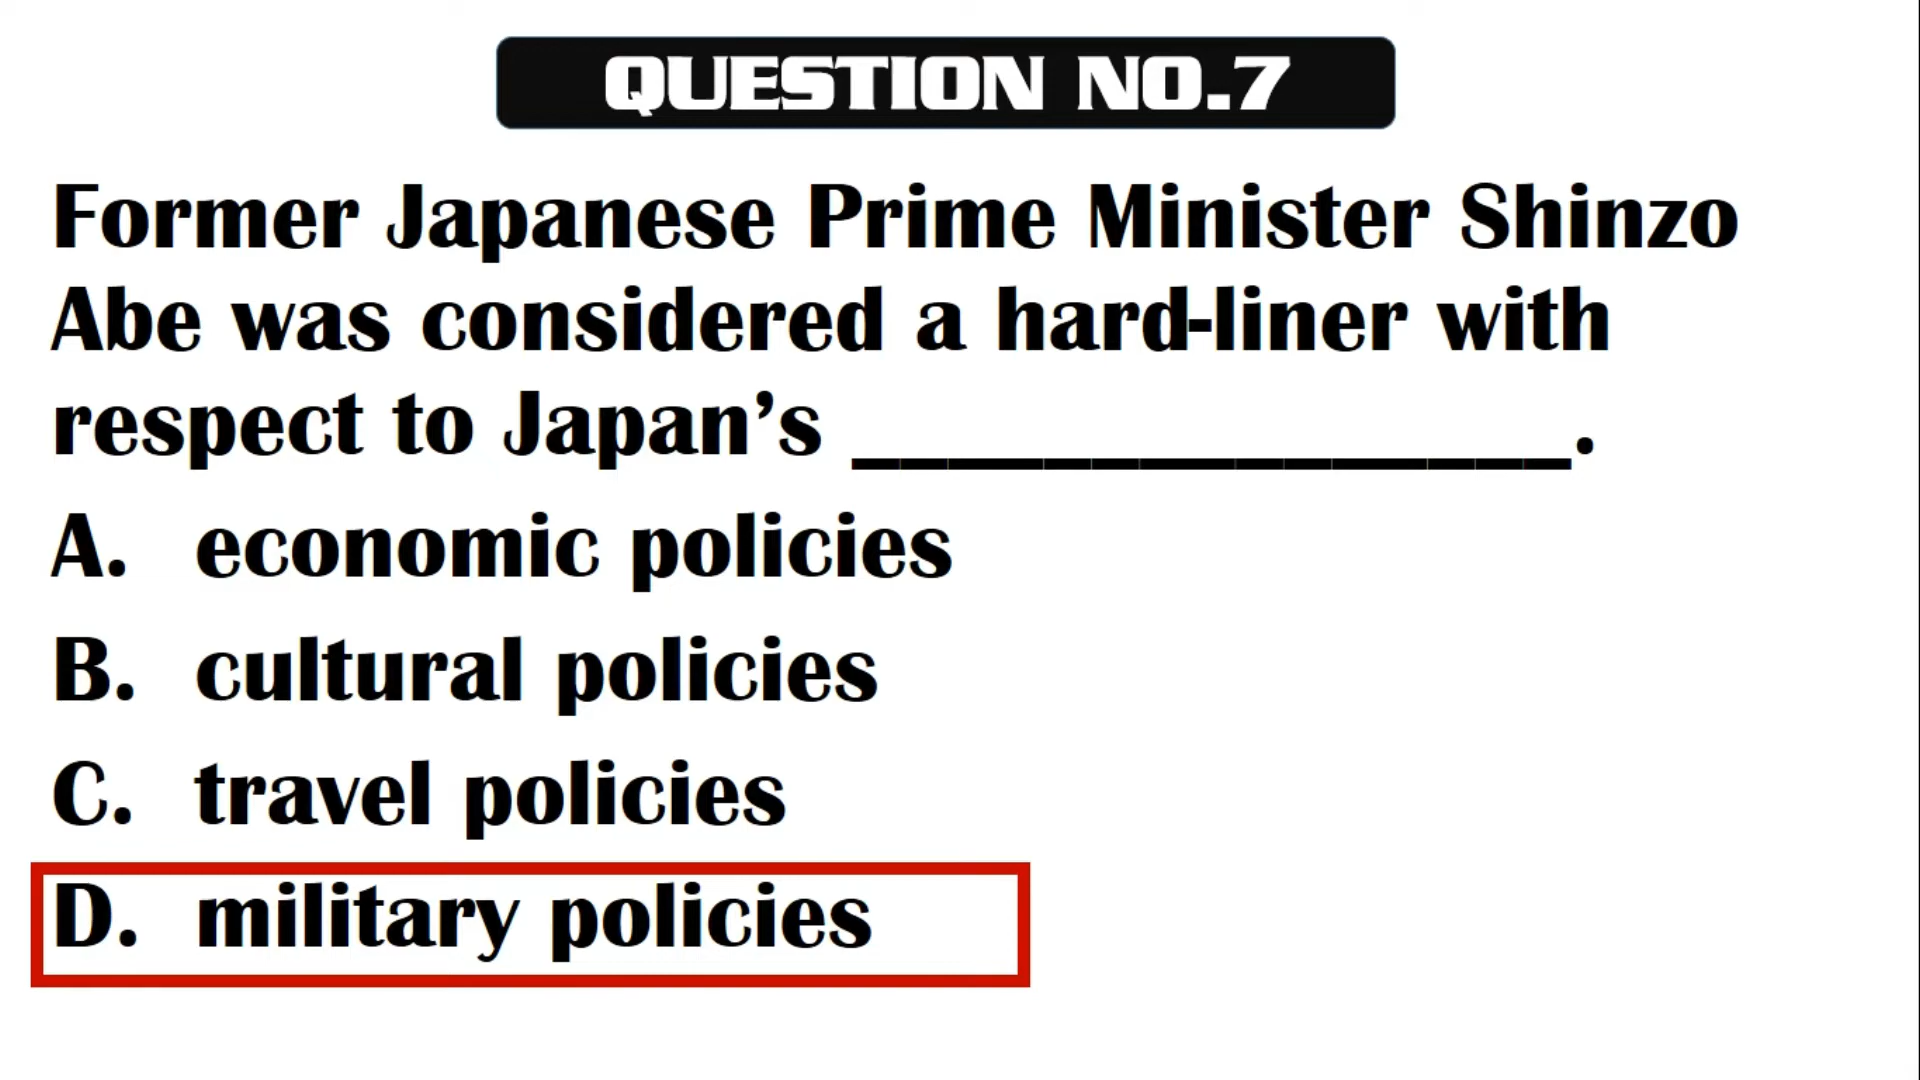 QUESTION NO.7
Former Japanese Prime Minister Shinzo
Abe was considered a hard-liner with
respect to Japan’s _______________.
A. economic policies
B. cultural policies
C. travel policies
D. military policies